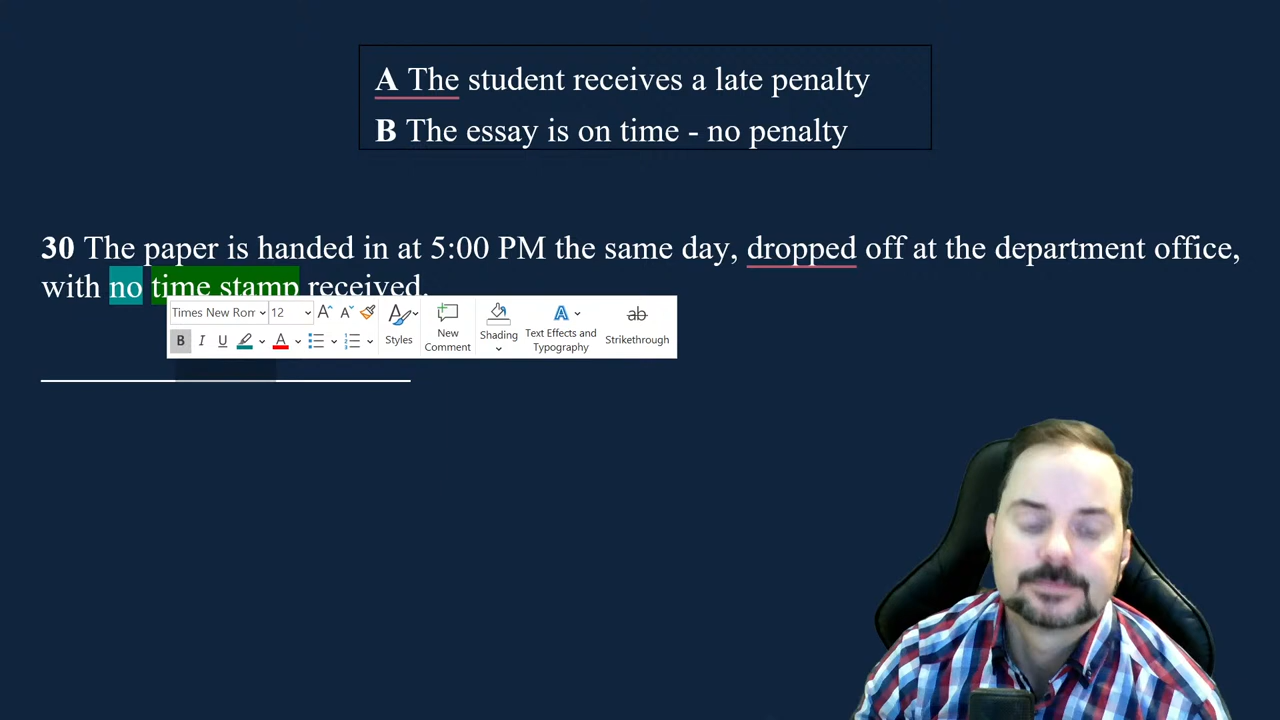 A The student receives a late penalty
B The essay is on time - no penalty
30 The paper is handed in at 5:00 PM the same day, dropped off at the department office,
with no time stamp received.
Times New Rom 12
B I U A
Styles
New
Comment
Shading
Text Effects and
Typography
ab
Strikethrough